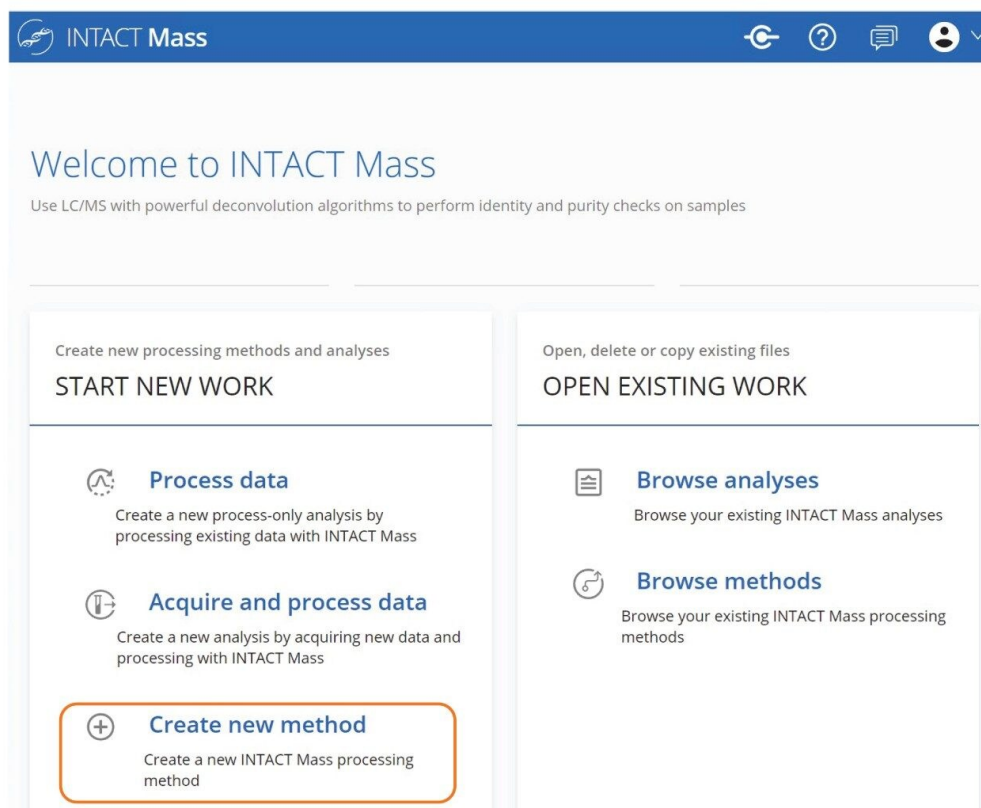 INTACT Mass
Welcome to INTACT Mass
Use LC/MS with powerful deconvolution algorithms to perform identity and purity checks on samples
Create new processing methods and analyses
START NEW WORK
Process data
Create a new process-only analysis by
processing existing data with INTACT Mass
Acquire and process data
Create a new analysis by acquiring new data and
processing with INTACT Mass
Create new method
Create a new INTACT Mass processing
method
Open, delete or copy existing files
OPEN EXISTING WORK
Browse analyses
Browse your existing INTACT Mass analyses
Browse methods
Browse your existing INTACT Mass processing
methods